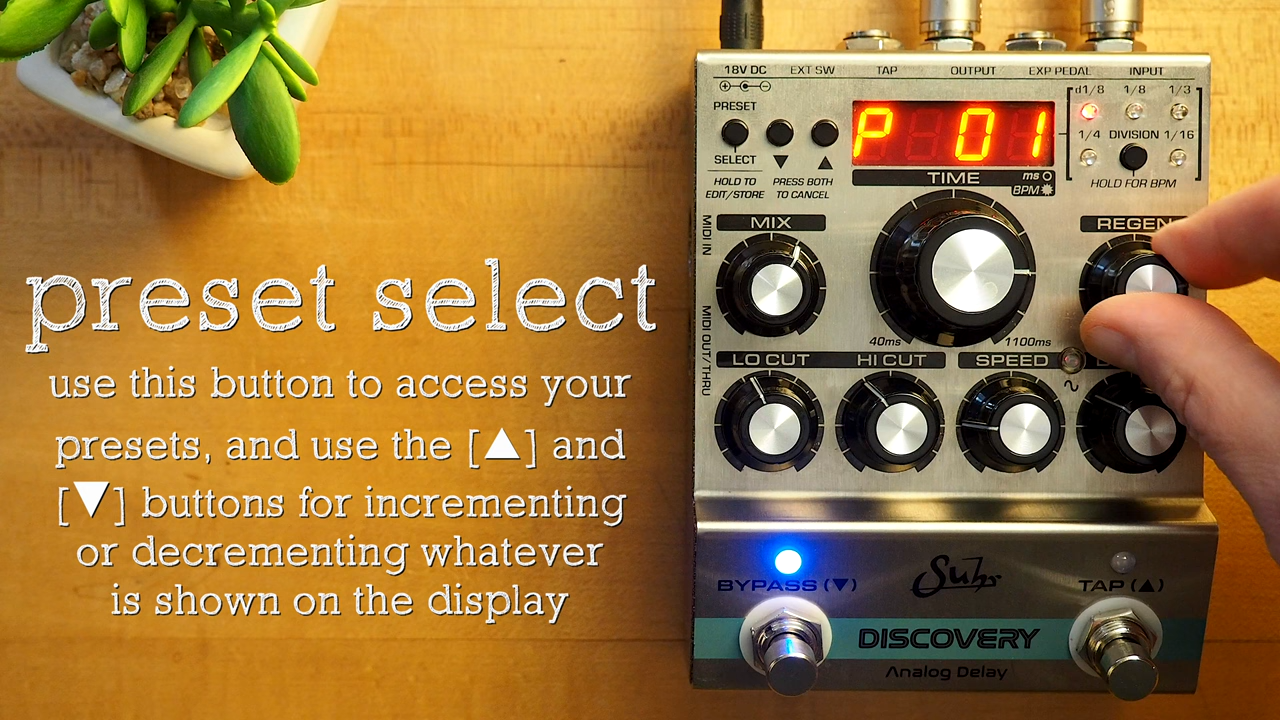 preset select
use this button to access your
presets, and use the [▲] and
[▼] buttons for incrementing
or decrementing whatever
is shown on the display
18V DC EXT SW TAP OUTPUT EXP PEDAL INPUT
PRESET
SELECT
HOLD TO
EDIT/STORE
▼ ▲
PRESS BOTH
TO CANCEL
P 01
TIME
ms
BPM
d1/8 1/8 1/3
1/4 DIVISION 1/16
HOLD FOR BPM
MIDI IN
MIDI OUT/THRU
MIX
REGEN
40ms 1100ms
LO CUT HI CUT SPEED
BYPASS (▼) Suhr TAP (▲)
DISCOVERY
Analog Delay